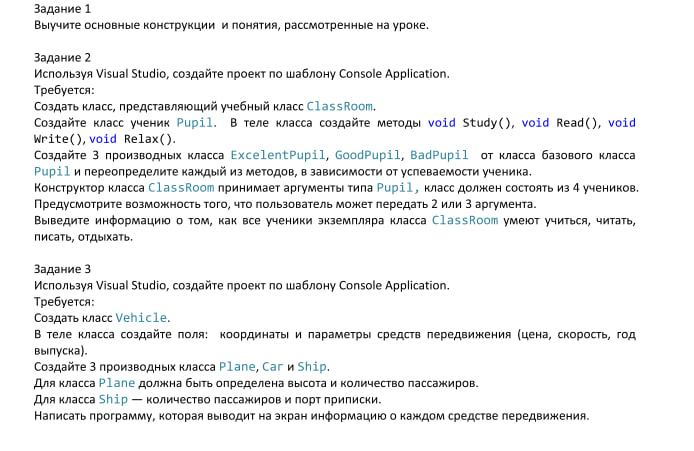 Задание 1
Выучите основные конструкции и понятия, рассмотренные на уроке.
Задание 2
Используя Visual Studio, создайте проект по шаблону Console Application.
Требуется:
Создать класс, представляющий учебный класс ClassRoom.
Создайте класс ученик Pupil. В теле класса создайте методы void Study(), void Read(), void
Write(), void Relax().
Создайте 3 производных класса ExcelentPupil, GoodPupil, BadPupil от класса базового класса
Pupil и переопределите каждый из методов, в зависимости от успеваемости ученика.
Конструктор класса ClassRoom принимает аргументы типа Pupil, класс должен состоять из 4 учеников.
Предусмотрите возможность того, что пользователь может передать 2 или 3 аргумента.
Выведите информацию о том, как все ученики экземпляра класса ClassRoom умеют учиться, читать,
писать, отдыхать.
Задание 3
Используя Visual Studio, создайте проект по шаблону Console Application.
Требуется:
Создать класс Vehicle.
В теле класса создайте поля: координаты и параметры средств передвижения (цена, скорость, год
выпуска).
Создайте 3 производных класса Plane, Car и Ship.
Для класса Plane должна быть определена высота и количество пассажиров.
Для класса Ship — количество пассажиров и порт приписки.
Написать программу, которая выводит на экран информацию о каждом средстве передвижения.